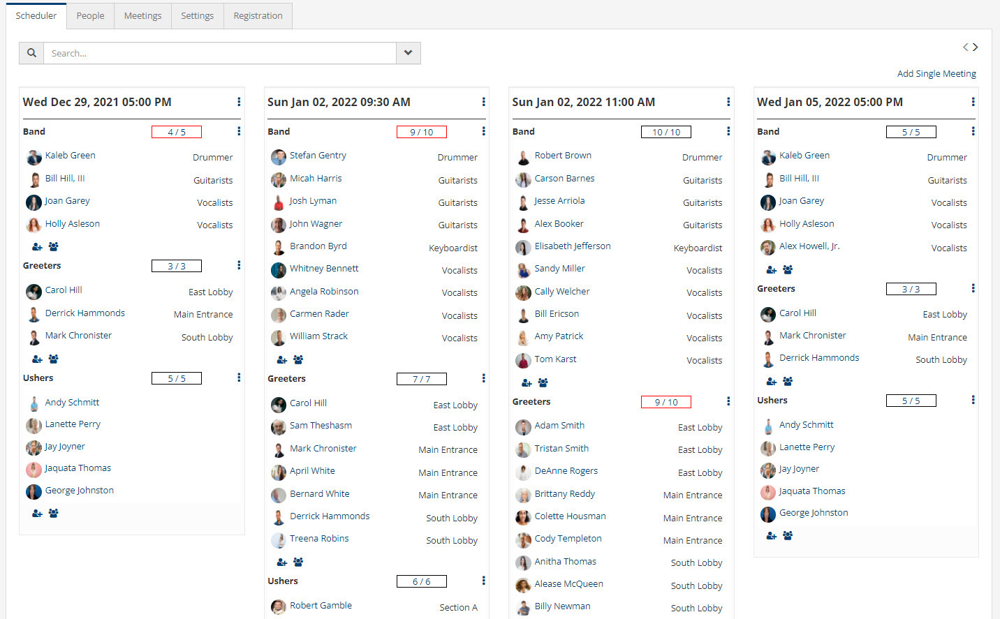 Scheduler People Meetings Settings Registration
Search...
Add Single Meeting
Wed Dec 29, 2021 05:00 PM
Band 4 / 5
Kaleb Green Drummer
Bill Hill, III Guitarists
Joan Garey Vocalists
Holly Asleson Vocalists
Greeters 3 / 3
Carol Hill East Lobby
Derrick Hammonds Main Entrance
Mark Chronister South Lobby
Ushers 5 / 5
Andy Schmitt
Lanette Perry
Jay Joyner
Jaquata Thomas
George Johnston
Sun Jan 02, 2022 09:30 AM
Band 9 / 10
Stefan Gentry Drummer
Micah Harris Guitarists
Josh Lyman Guitarists
John Wagner Guitarists
Brandon Byrd Keyboardist
Whitney Bennett Vocalists
Angela Robinson Vocalists
Carmen Rader Vocalists
William Strack Vocalists
Greeters 7 / 7
Carol Hill East Lobby
Sam Theshasm East Lobby
Mark Chronister Main Entrance
April White Main Entrance
Bernard White Main Entrance
Derrick Hammonds South Lobby
Treena Robins South Lobby
Ushers 6 / 6
Robert Gamble Section A
Sun Jan 02, 2022 11:00 AM
Band 10 / 10
Robert Brown Drummer
Carson Barnes Guitarists
Jesse Arriola Guitarists
Alex Booker Guitarists
Elisabeth Jefferson Keyboardist
Sandy Miller Vocalists
Cally Welcher Vocalists
Bill Ericson Vocalists
Amy Patrick Vocalists
Tom Karst Vocalists
Greeters 9 / 10
Adam Smith East Lobby
Tristan Smith East Lobby
DeAnne Rogers East Lobby
Brittany Reddy Main Entrance
Colette Housman Main Entrance
Cody Templeton Main Entrance
Anitha Thomas South Lobby
Alease McQueen South Lobby
Billy Newman South Lobby
Wed Jan 05, 2022 05:00 PM
Band 5 / 5
Kaleb Green Drummer
Bill Hill, III Guitarists
Joan Garey Vocalists
Holly Asleson Vocalists
Alex Howell, Jr. Vocalists
Greeters 3 / 3
Carol Hill East Lobby
Mark Chronister Main Entrance
Derrick Hammonds South Lobby
Ushers 5 / 5
Andy Schmitt
Lanette Perry
Jay Joyner
Jaquata Thomas
George Johnston